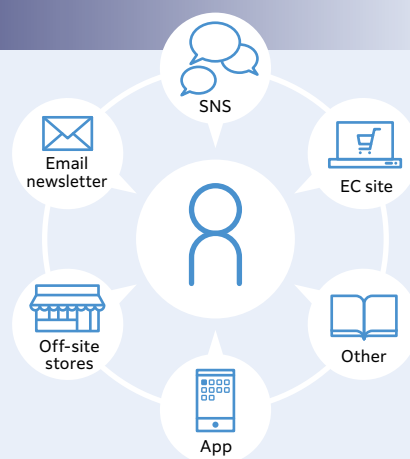 SNS
Email
newsletter
EC site
Off-site
stores
Other
App